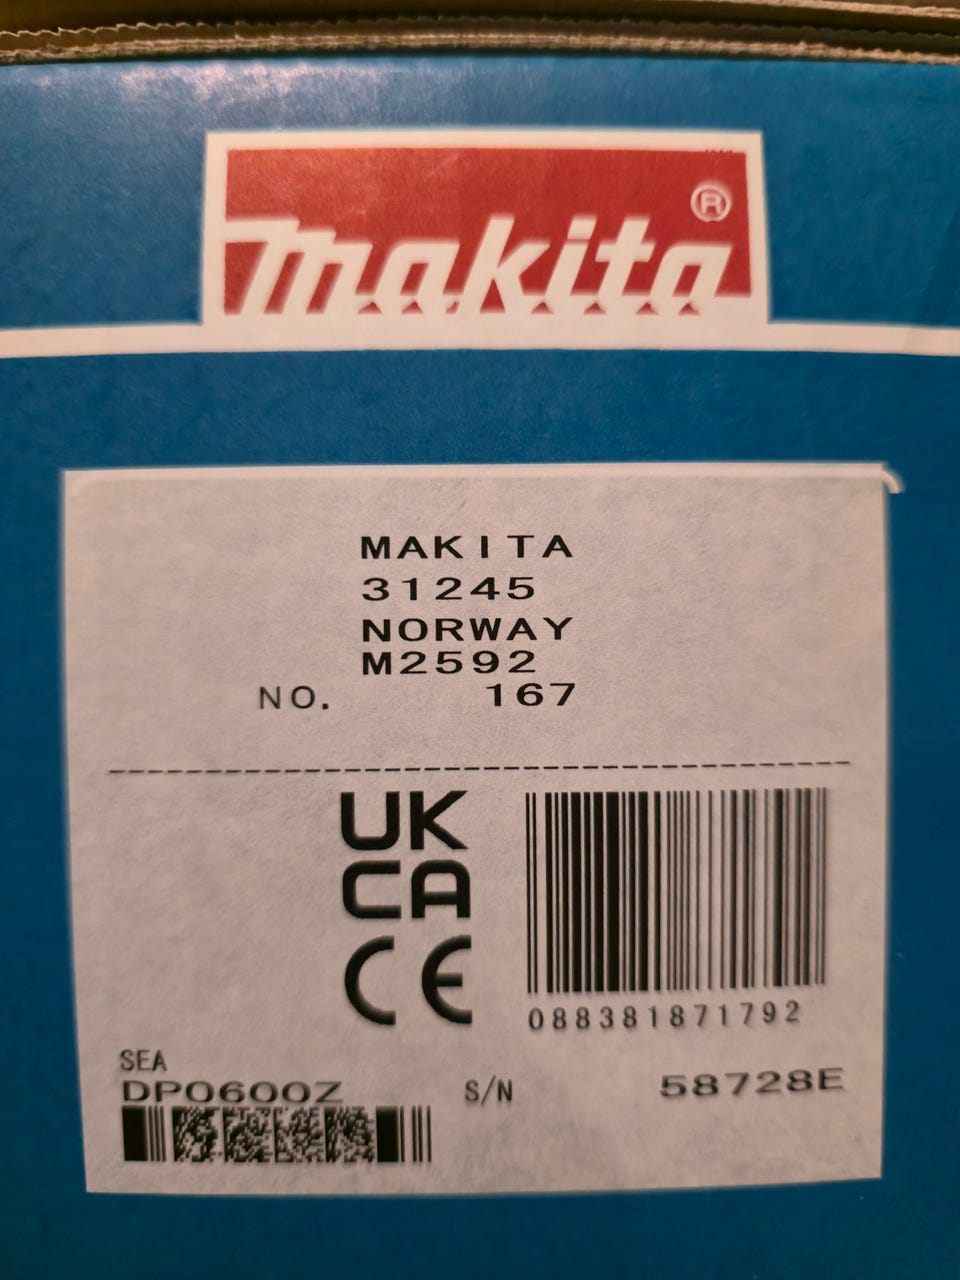 makita®
MAKITA
31245
NORWAY
M2592
NO. 167
UK
CA
CE
088381871792
SEA
DP0600Z S/N 58728E